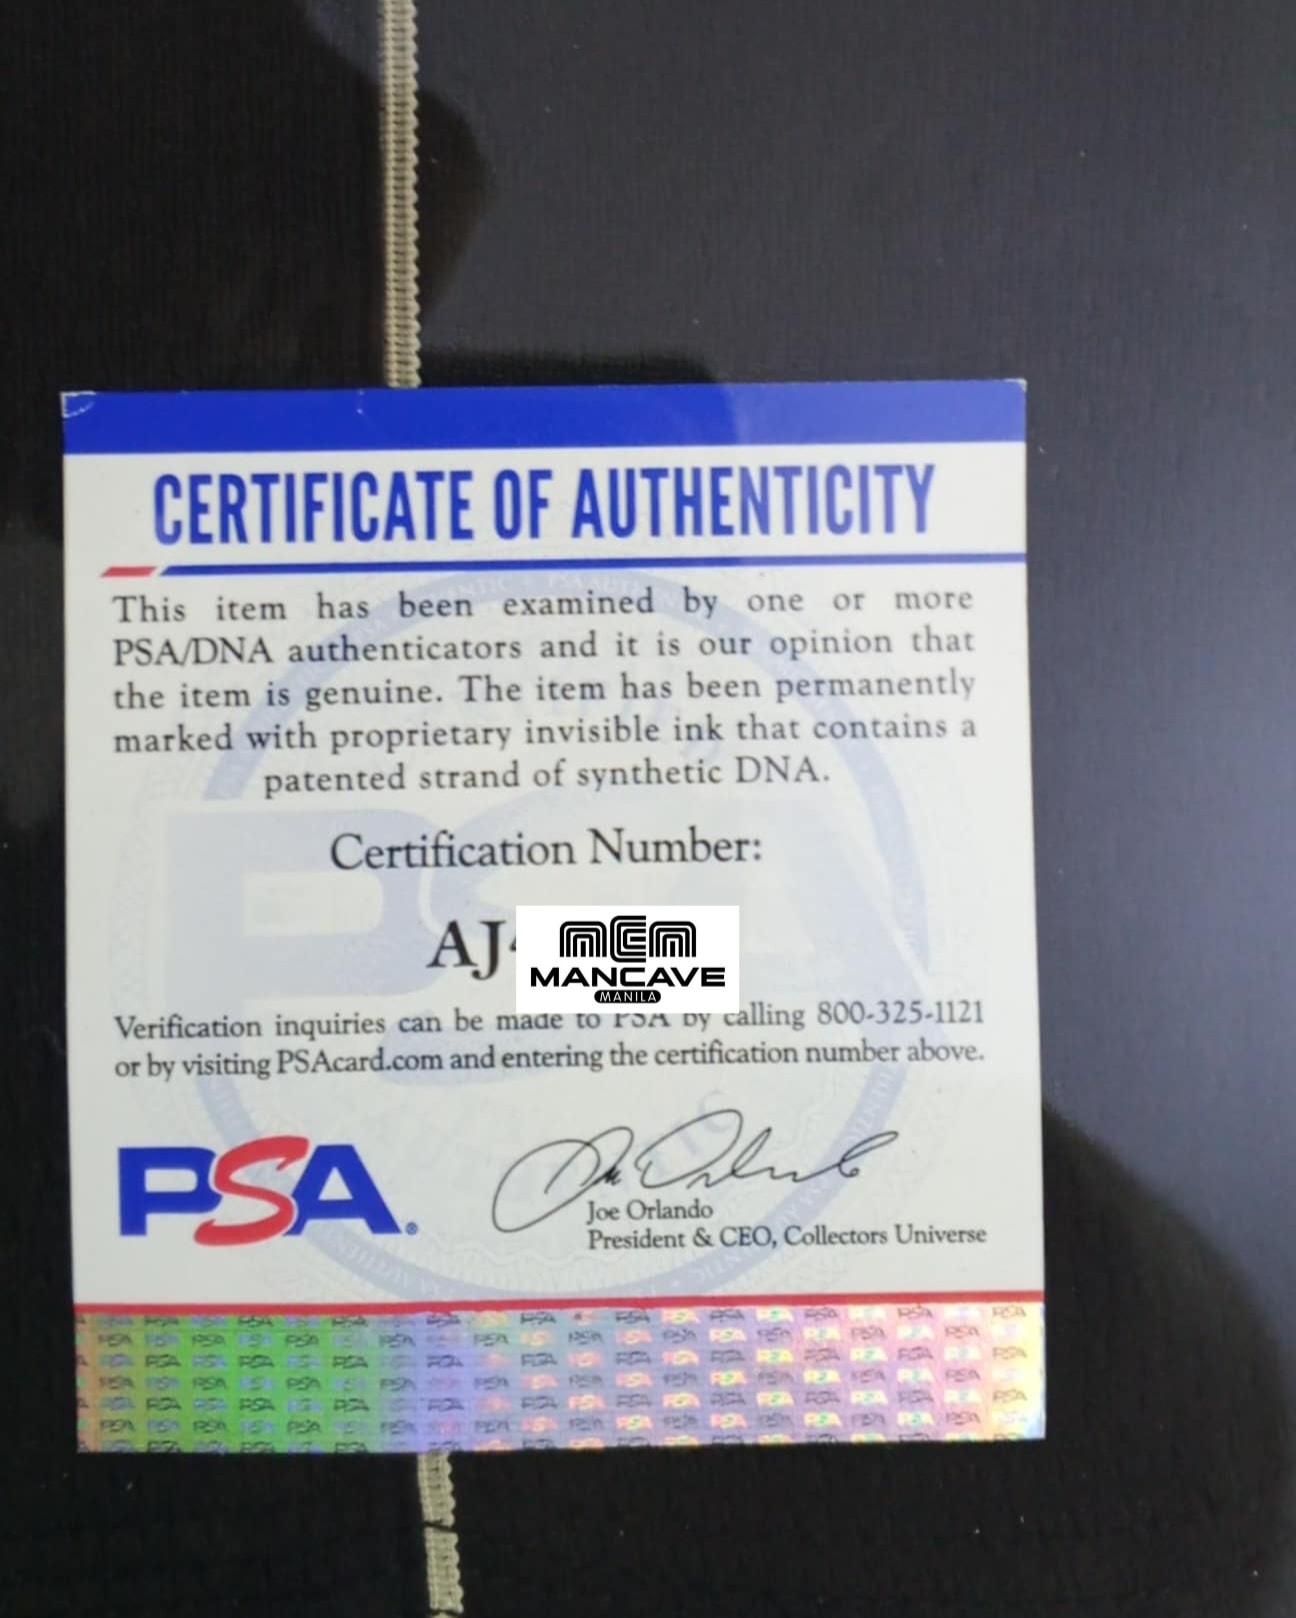 CERTIFICATE OF AUTHENTICITY
This item has been examined by one or more
PSA/DNA authenticators and it is our opinion that
the item is genuine. The item has been permanently
marked with proprietary invisible ink that contains a
patented strand of synthetic DNA.
Certification Number:
AJ
MCM
MANCAVE
MANILA
Verification inquiries can be made to PSA by calling 800-325-1121
or by visiting PSAcard.com and entering the certification number above.
PSA®
Joe Orlando
President & CEO, Collectors Universe